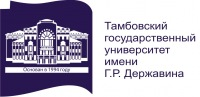 Тамбовский
государственный
университет
имени
Г.Р. Державина
Основан в 1994 году